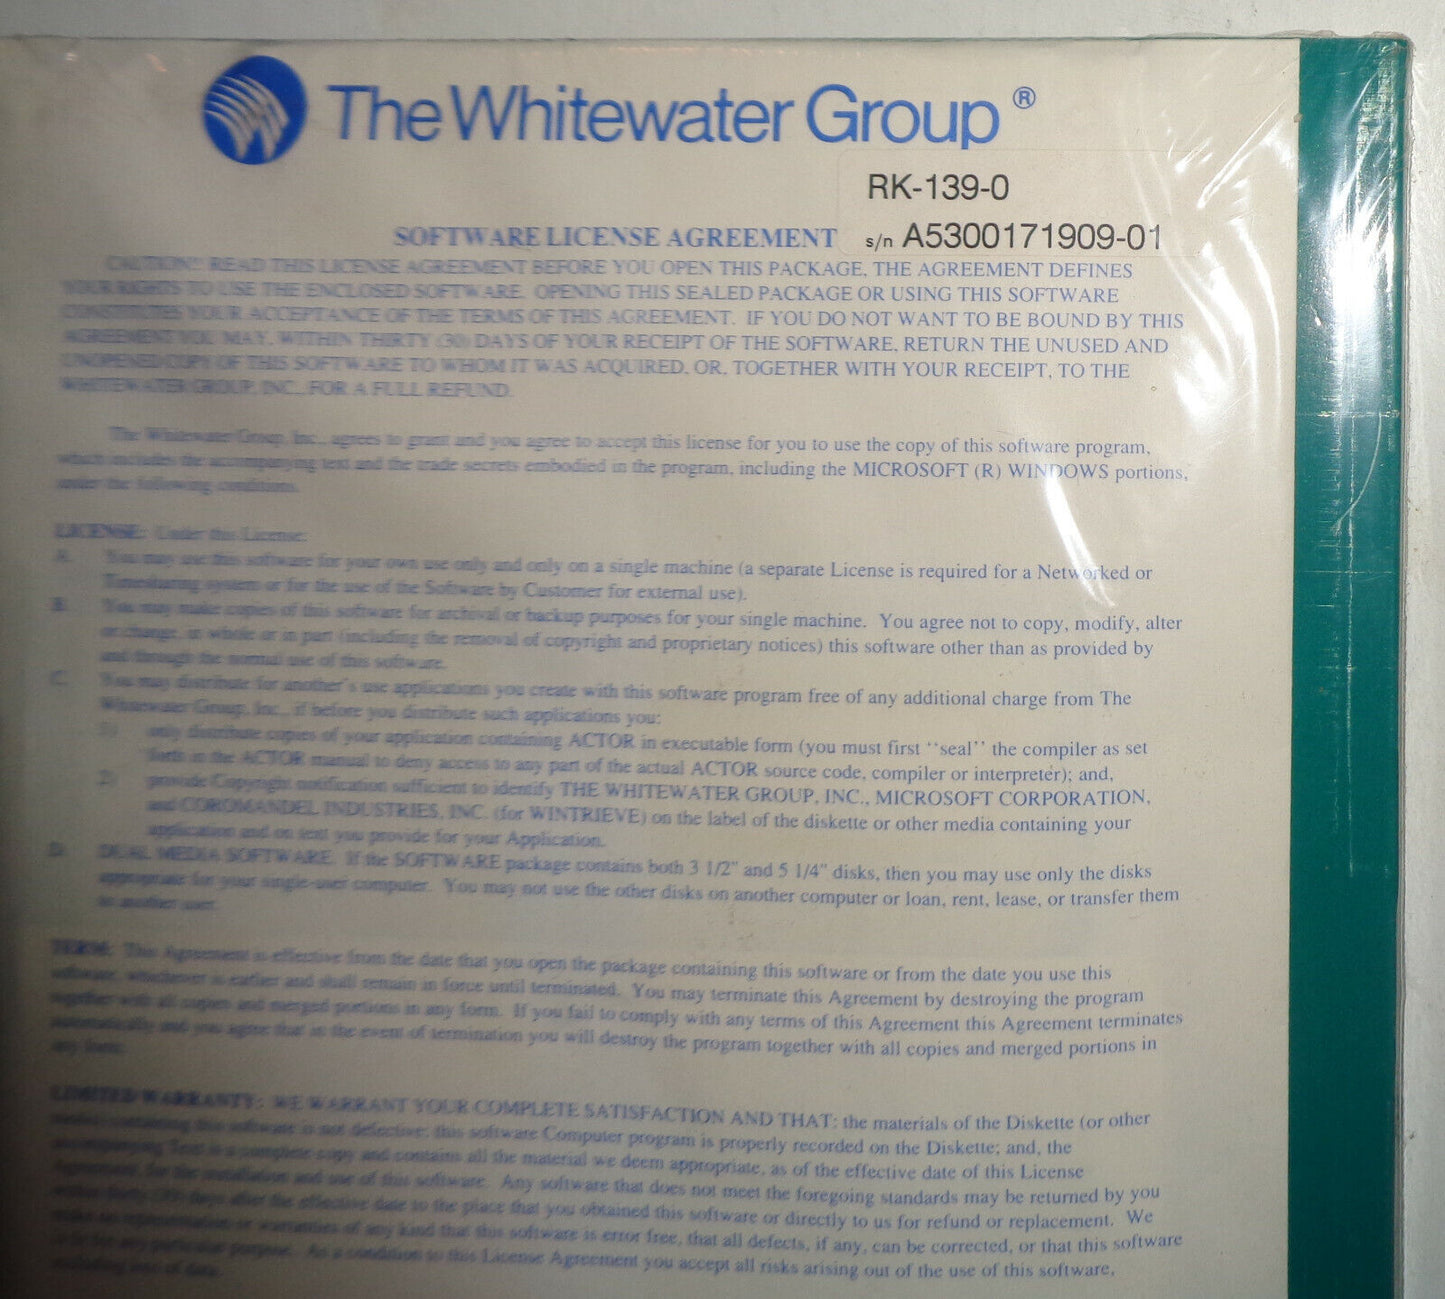 The Whitewater Group ®
RK-139-0
s/n A5300171909-01
SOFTWARE LICENSE AGREEMENT
CAUTION!! READ THIS LICENSE AGREEMENT BEFORE YOU OPEN THIS PACKAGE, THE AGREEMENT DEFINES
YOUR RIGHTS TO USE THE ENCLOSED SOFTWARE. OPENING THIS SEALED PACKAGE OR USING THIS SOFTWARE
CONSTITUTES YOUR ACCEPTANCE OF THE TERMS OF THIS AGREEMENT. IF YOU DO NOT WANT TO BE BOUND BY THIS
AGREEMENT YOU MAY, WITHIN THIRTY (30) DAYS OF YOUR RECEIPT OF THE SOFTWARE, RETURN THE UNUSED AND
UNOPENED COPY OF THIS SOFTWARE TO WHOM IT WAS ACQUIRED, OR, TOGETHER WITH YOUR RECEIPT, TO THE
WHITEWATER GROUP, INC., FOR A FULL REFUND.
The Whitewater Group, Inc., agrees to grant and you agree to accept this license for you to use the copy of this software program,
which includes the accompanying text and the trade secrets embodied in the program, including the MICROSOFT (R) WINDOWS portions,
under the following conditions.
LICENSE: Under this License:
A. You may use this software for your own use only and only on a single machine (a separate License is required for a Networked or
Timesharing system or for the use of the Software by Customer for external use).
B. You may make copies of this software for archival or backup purposes for your single machine. You agree not to copy, modify, alter
or change, in whole or in part (including the removal of copyright and proprietary notices) this software other than as provided by
and through the normal use of this software.
C. You may distribute for another's use applications you create with this software program free of any additional charge from The
Whitewater Group, Inc., if before you distribute such applications you:
1) only distribute copies of your application containing ACTOR in executable form (you must first "seal" the compiler as set
forth in the ACTOR manual to deny access to any part of the actual ACTOR source code, compiler or interpreter); and,
2) provide Copyright notification sufficient to identify THE WHITEWATER GROUP, INC., MICROSOFT CORPORATION,
and COROMANDEL INDUSTRIES, INC. (for WINTRIEVE) on the label of the diskette or other media containing your
application and on text you provide for your Application.
D. DUAL MEDIA SOFTWARE. If the SOFTWARE package contains both 3 1/2" and 5 1/4" disks, then you may use only the disks
appropriate for your single-user computer. You may not use the other disks on another computer or loan, rent, lease, or transfer them
to another user.
TERM: This Agreement is effective from the date that you open the package containing this software or from the date you use this
software, whichever is earlier and shall remain in force until terminated. You may terminate this Agreement by destroying the program
together with all copies and merged portions in any form. If you fail to comply with any terms of this Agreement this Agreement terminates
automatically and you agree that in the event of termination you will destroy the program together with all copies and merged portions in
any form.
LIMITED WARRANTY: WE WARRANT YOUR COMPLETE SATISFACTION AND THAT: the materials of the Diskette (or other
media) containing this software is not defective; this software Computer program is properly recorded on the Diskette; and, the
accompanying Text is a complete copy and contains all the material we deem appropriate, as of the effective date of this License
Agreement, for the installation and use of this software. Any software that does not meet the foregoing standards may be returned by you
within thirty (30) days after the effective date to the place that you obtained this software or directly to us for refund or replacement. We
make no representation or warranties of any kind that this software is error free, that all defects, if any, can be corrected, or that this software
is fit for any particular purpose. As a condition to this License Agreement you accept all risks arising out of the use of this software,
including loss of data.